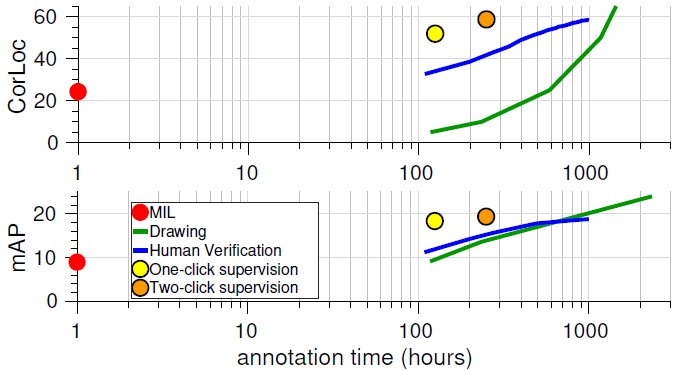 60
40
20
0
CorLoc
1
10
100
1000
20
10
0
mAP
MIL
Drawing
Human Verification
One-click supervision
Two-click supervision
1
10
100
1000
annotation time (hours)